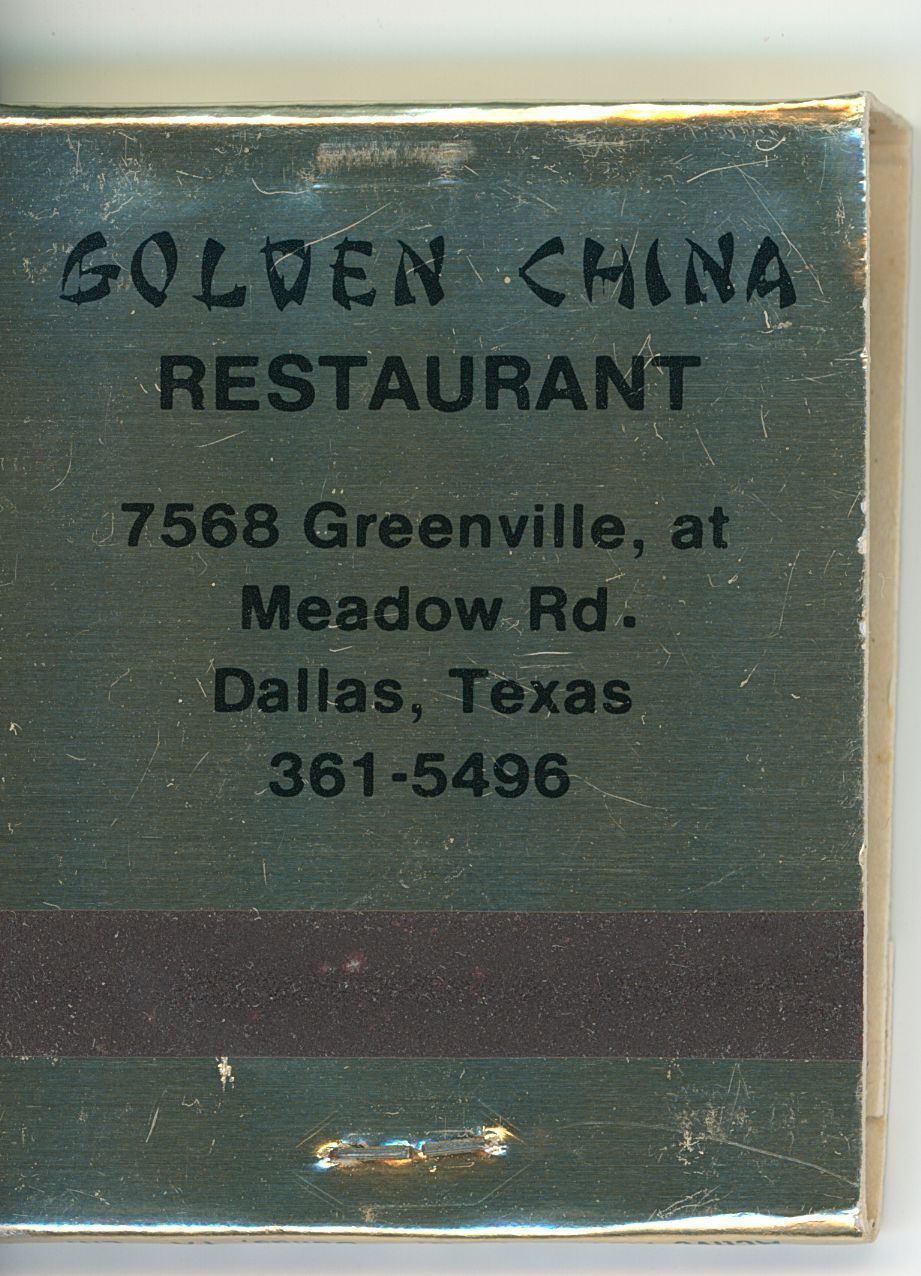 GOLDEN CHINA
RESTAURANT
7568 Greenville, at
Meadow Rd.
Dallas, Texas
361-5496